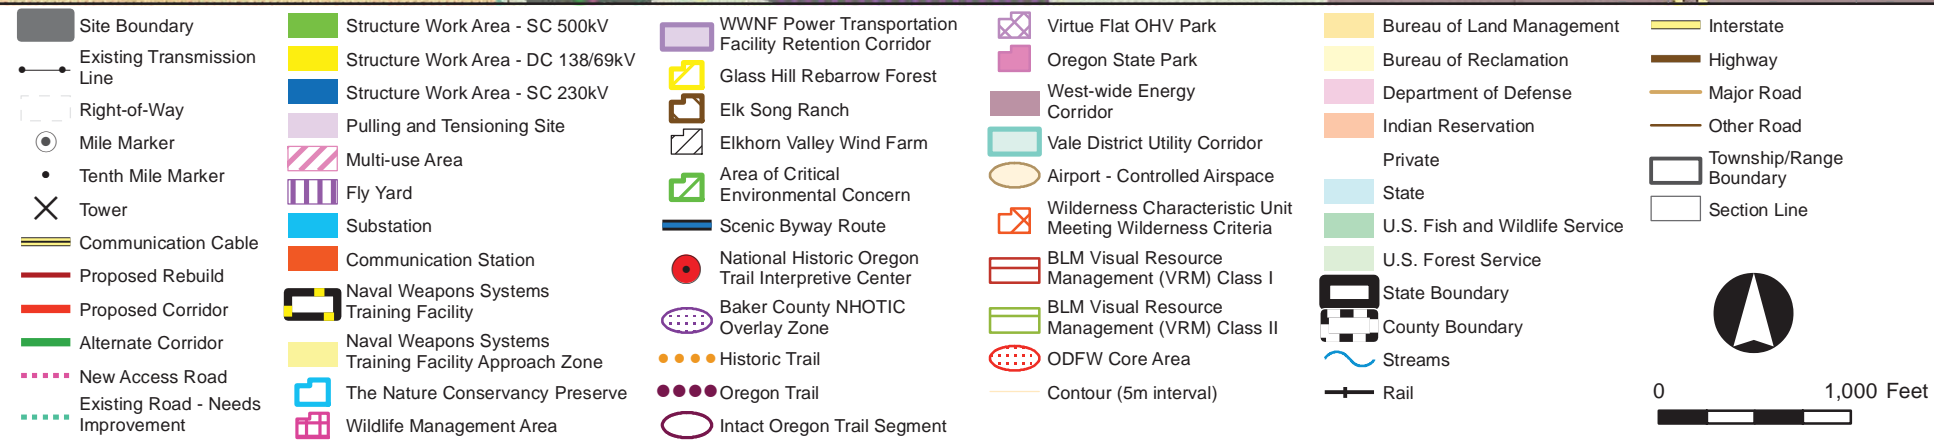 Site Boundary
Existing Transmission
Line
Right-of-Way
Mile Marker
Tenth Mile Marker
Tower
Communication Cable
Proposed Rebuild
Proposed Corridor
Alternate Corridor
New Access Road
Existing Road - Needs
Improvement
Structure Work Area - SC 500kV
Structure Work Area - DC 138/69kV
Structure Work Area - SC 230kV
Pulling and Tensioning Site
Multi-use Area
Fly Yard
Substation
Communication Station
Naval Weapons Systems
Training Facility
Naval Weapons Systems
Training Facility Approach Zone
The Nature Conservancy Preserve
Wildlife Management Area
WWNF Power Transportation
Facility Retention Corridor
Glass Hill Rebarrow Forest
Elk Song Ranch
Elkhorn Valley Wind Farm
Area of Critical
Environmental Concern
Scenic Byway Route
National Historic Oregon
Trail Interpretive Center
Baker County NHOTIC
Overlay Zone
Historic Trail
Oregon Trail
Intact Oregon Trail Segment
Virtue Flat OHV Park
Oregon State Park
West-wide Energy
Corridor
Vale District Utility Corridor
Airport - Controlled Airspace
Wilderness Characteristic Unit
Meeting Wilderness Criteria
BLM Visual Resource
Management (VRM) Class I
BLM Visual Resource
Management (VRM) Class II
ODFW Core Area
Contour (5m interval)
Bureau of Land Management
Bureau of Reclamation
Department of Defense
Indian Reservation
Private
State
U.S. Fish and Wildlife Service
U.S. Forest Service
State Boundary
County Boundary
Streams
Rail
Interstate
Highway
Major Road
Other Road
Township/Range
Boundary
Section Line
0 1,000 Feet